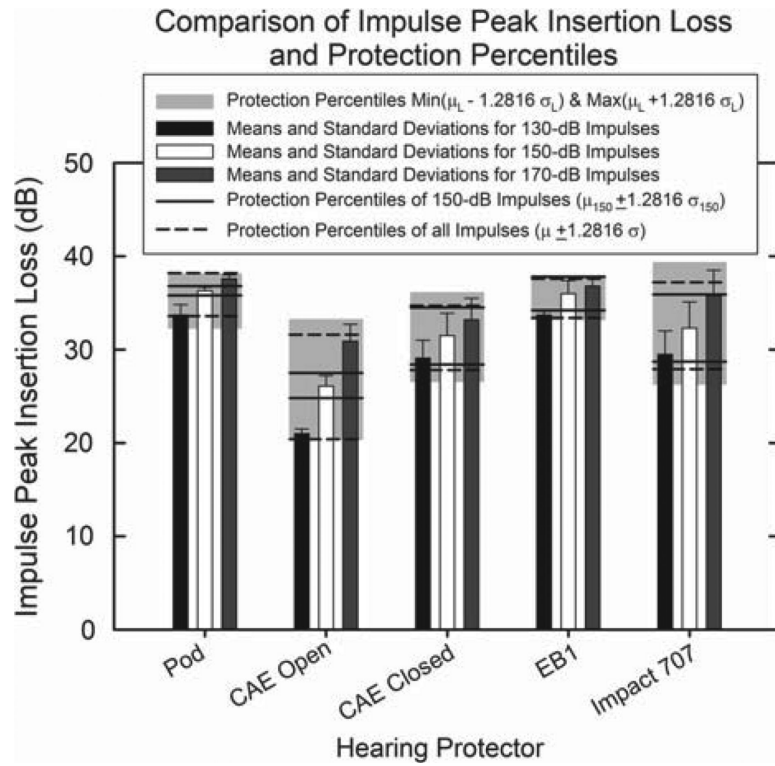 Comparison of Impulse Peak Insertion Loss
and Protection Percentiles
Protection Percentiles Min(μL - 1.2816 σL) & Max(μL +1.2816 σL)
Means and Standard Deviations for 130-dB Impulses
Means and Standard Deviations for 150-dB Impulses
Means and Standard Deviations for 170-dB Impulses
Protection Percentiles of 150-dB Impulses (μ150 ±1.2816 σ150)
Protection Percentiles of all Impulses (μ ±1.2816 σ)
Impulse Peak Insertion Loss (dB)
50
40
30
20
10
0
Pod
CAE Open
CAE Closed
EB1
Impact 707
Hearing Protector